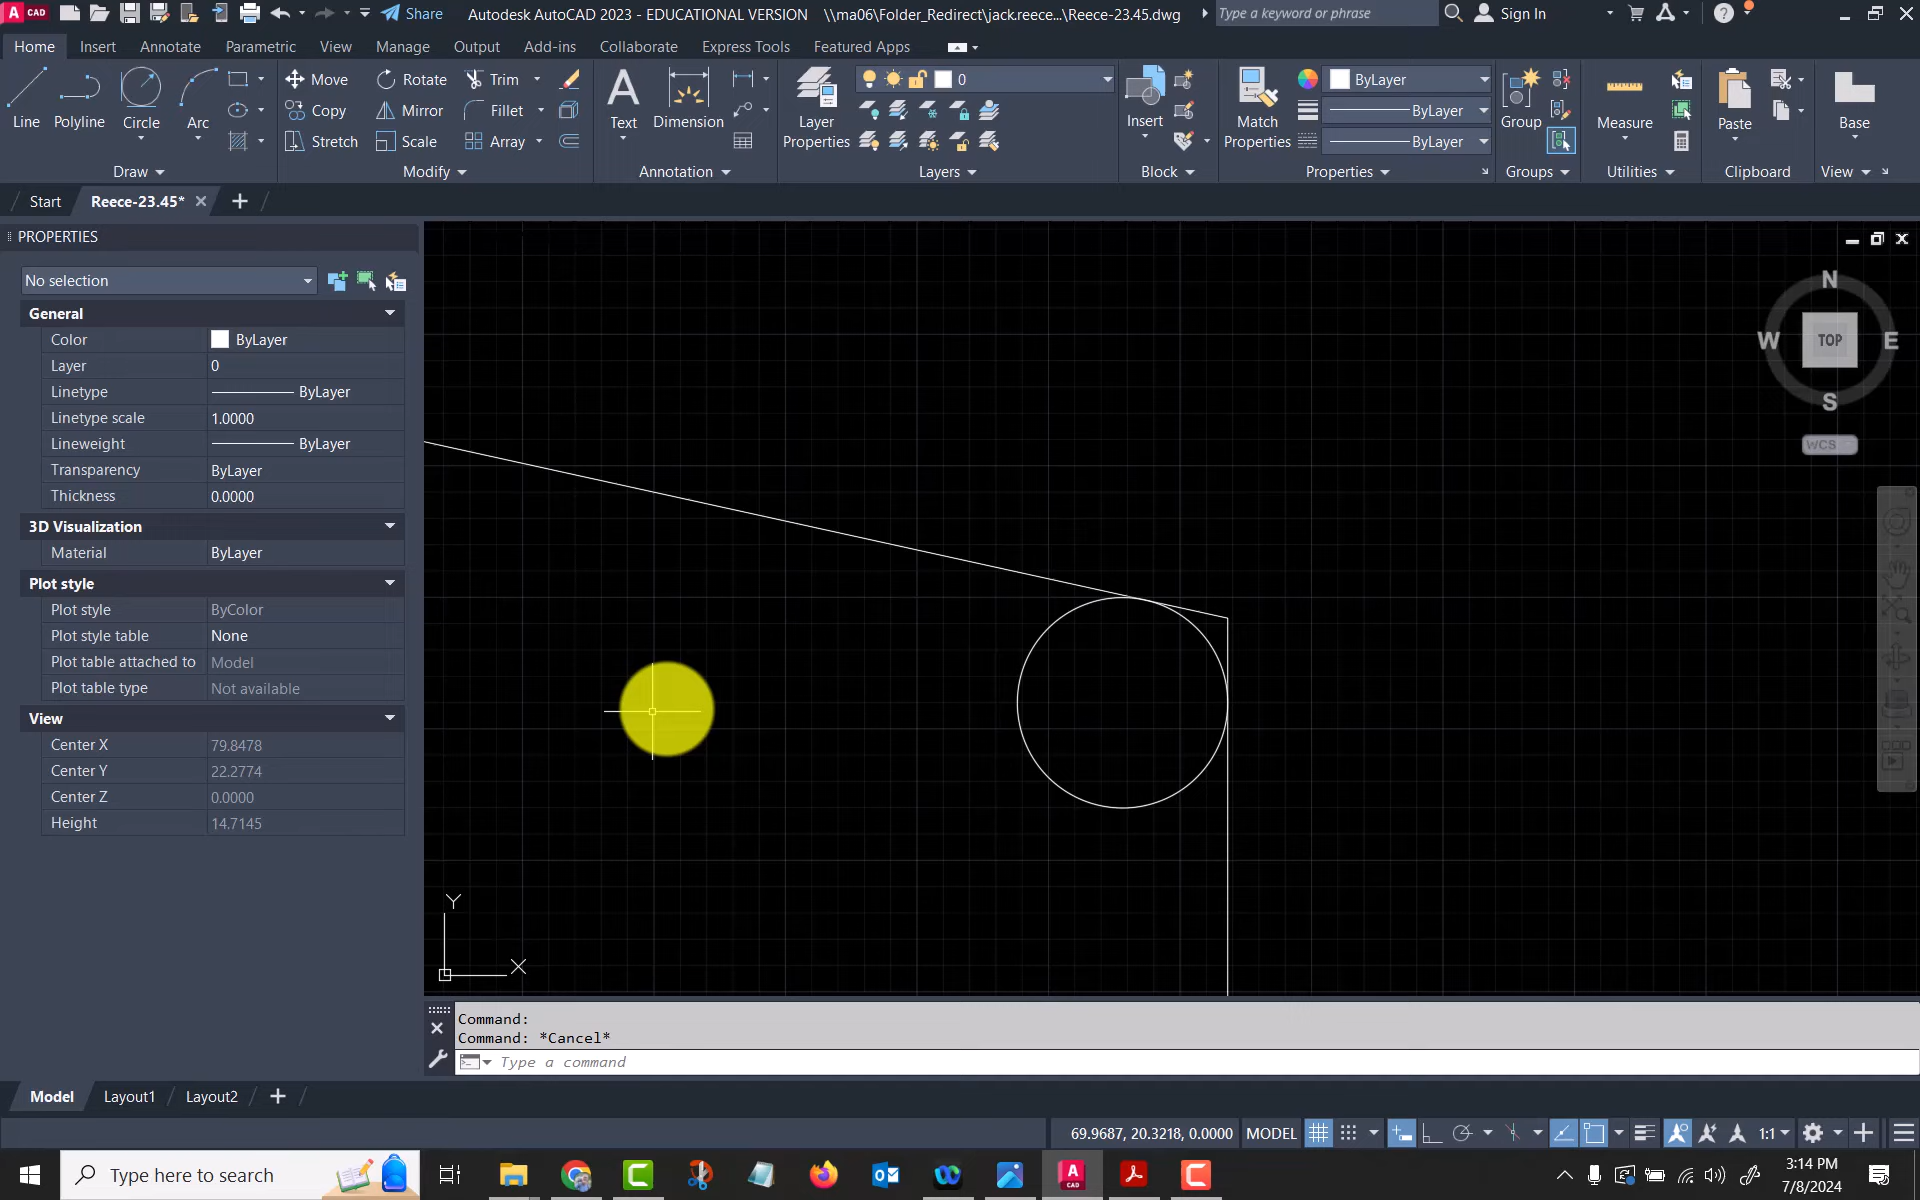 A CAD
Share
Autodesk AutoCAD 2023 - EDUCATIONAL VERSION
\\ma06\Folder_Redirect\jack.reece...\Reece-23.45.dwg
Type a keyword or phrase
Sign In
Home
Insert
Annotate
Parametric
View
Manage
Output
Add-ins
Collaborate
Express Tools
Featured Apps
Line
Polyline
Circle
Arc
Move
Rotate
Trim
Copy
Mirror
Fillet
Stretch
Scale
Array
Text
Dimension
Layer
Properties
0
Insert
Match
Properties
ByLayer
ByLayer
ByLayer
Group
Measure
Paste
Base
Draw
Modify
Annotation
Layers
Block
Properties
Groups
Utilities
Clipboard
View
Start
Reece-23.45*
PROPERTIES
No selection
General
Color ByLayer
Layer 0
Linetype ByLayer
Linetype scale 1.0000
Lineweight ByLayer
Transparency ByLayer
Thickness 0.0000
3D Visualization
Material ByLayer
Plot style
Plot style ByColor
Plot style table None
Plot table attached to Model
Plot table type Not available
View
Center X 79.8478
Center Y 22.2774
Center Z 0.0000
Height 14.7145
N
W
TOP
E
S
WCS
Y
X
Command:
Command: *Cancel*
Type a command
Model
Layout1
Layout2
69.9687, 20.3218, 0.0000
MODEL
1:1
Type here to search
A CAD
3:14 PM
7/8/2024